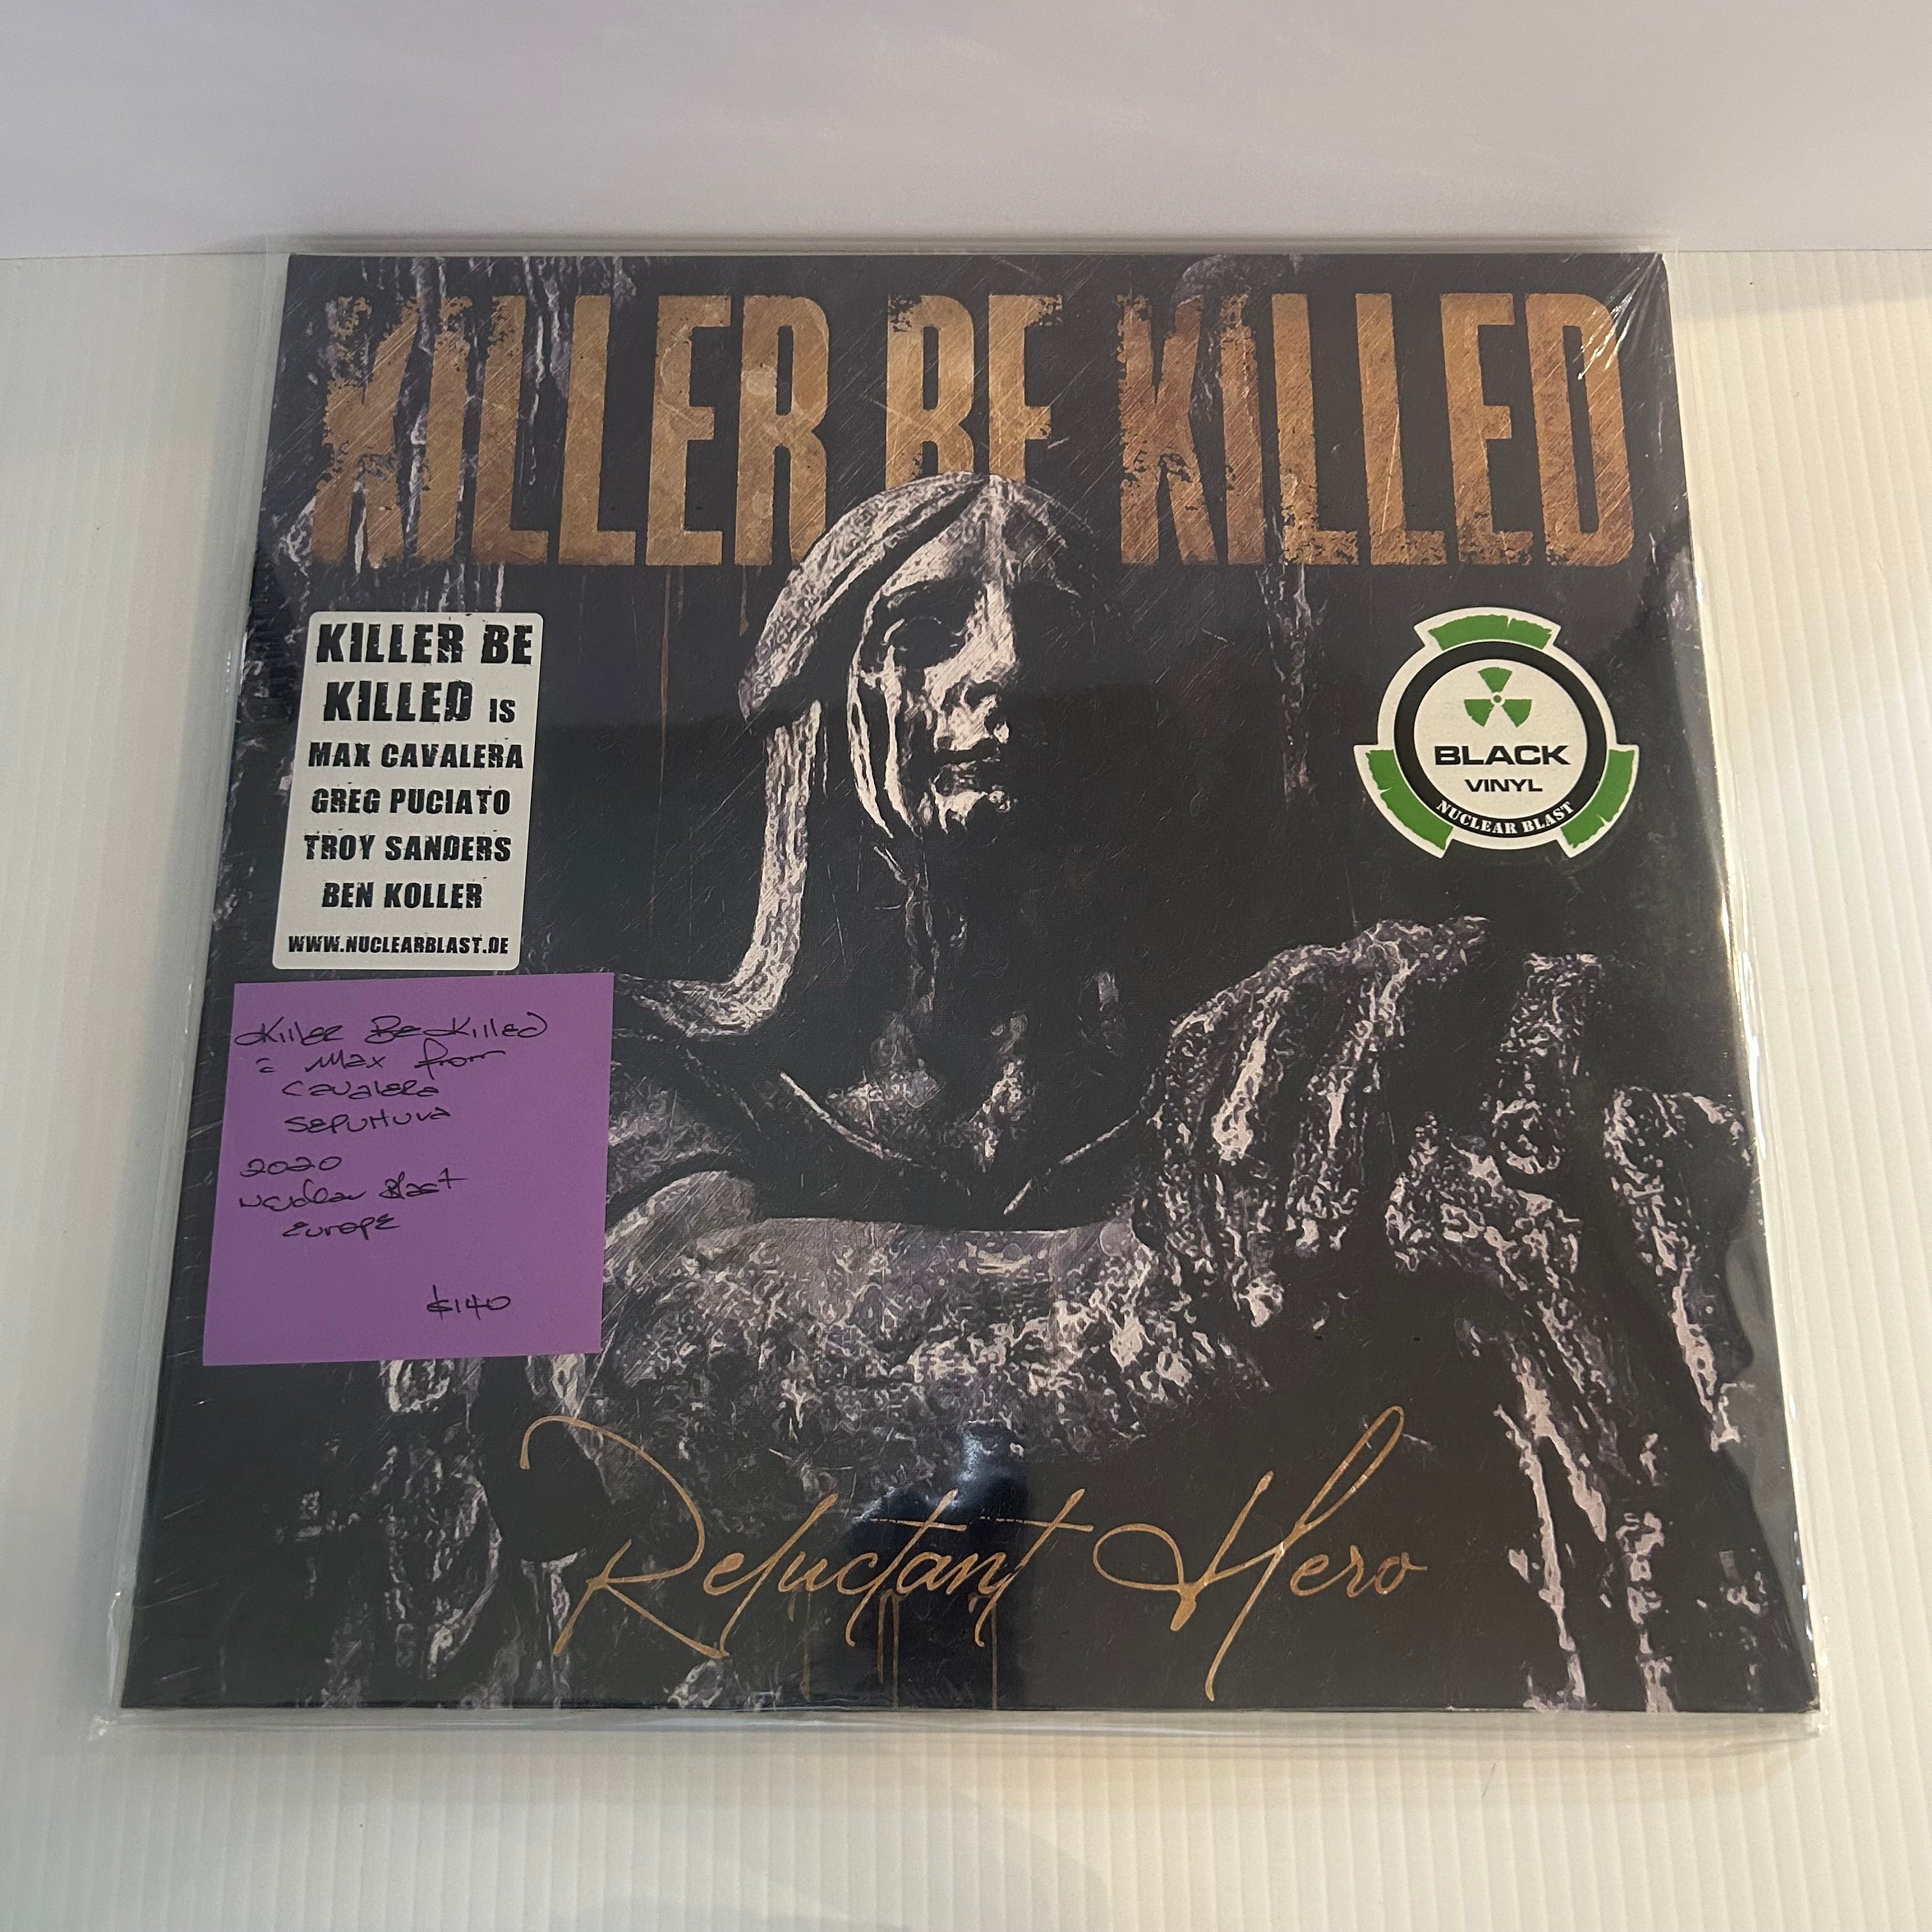 KILLER BE KILLED
KILLER BE
KILLED IS
MAX CAVALERA
GREG PUCIATO
TROY SANDERS
BEN KOLLER
WWW.NUCLEARBLAST.DE
BLACK
VINYL
NUCLEAR BLAST
Killer Be Killed
= Max from
Cavalera
Sepultuva
2020
Nuclear Blast
Europe
$140
Reluctant Hero